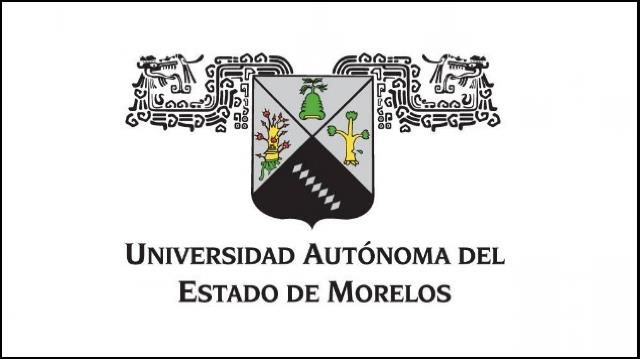 UNIVERSIDAD AUTÓNOMA DEL
ESTADO DE MORELOS